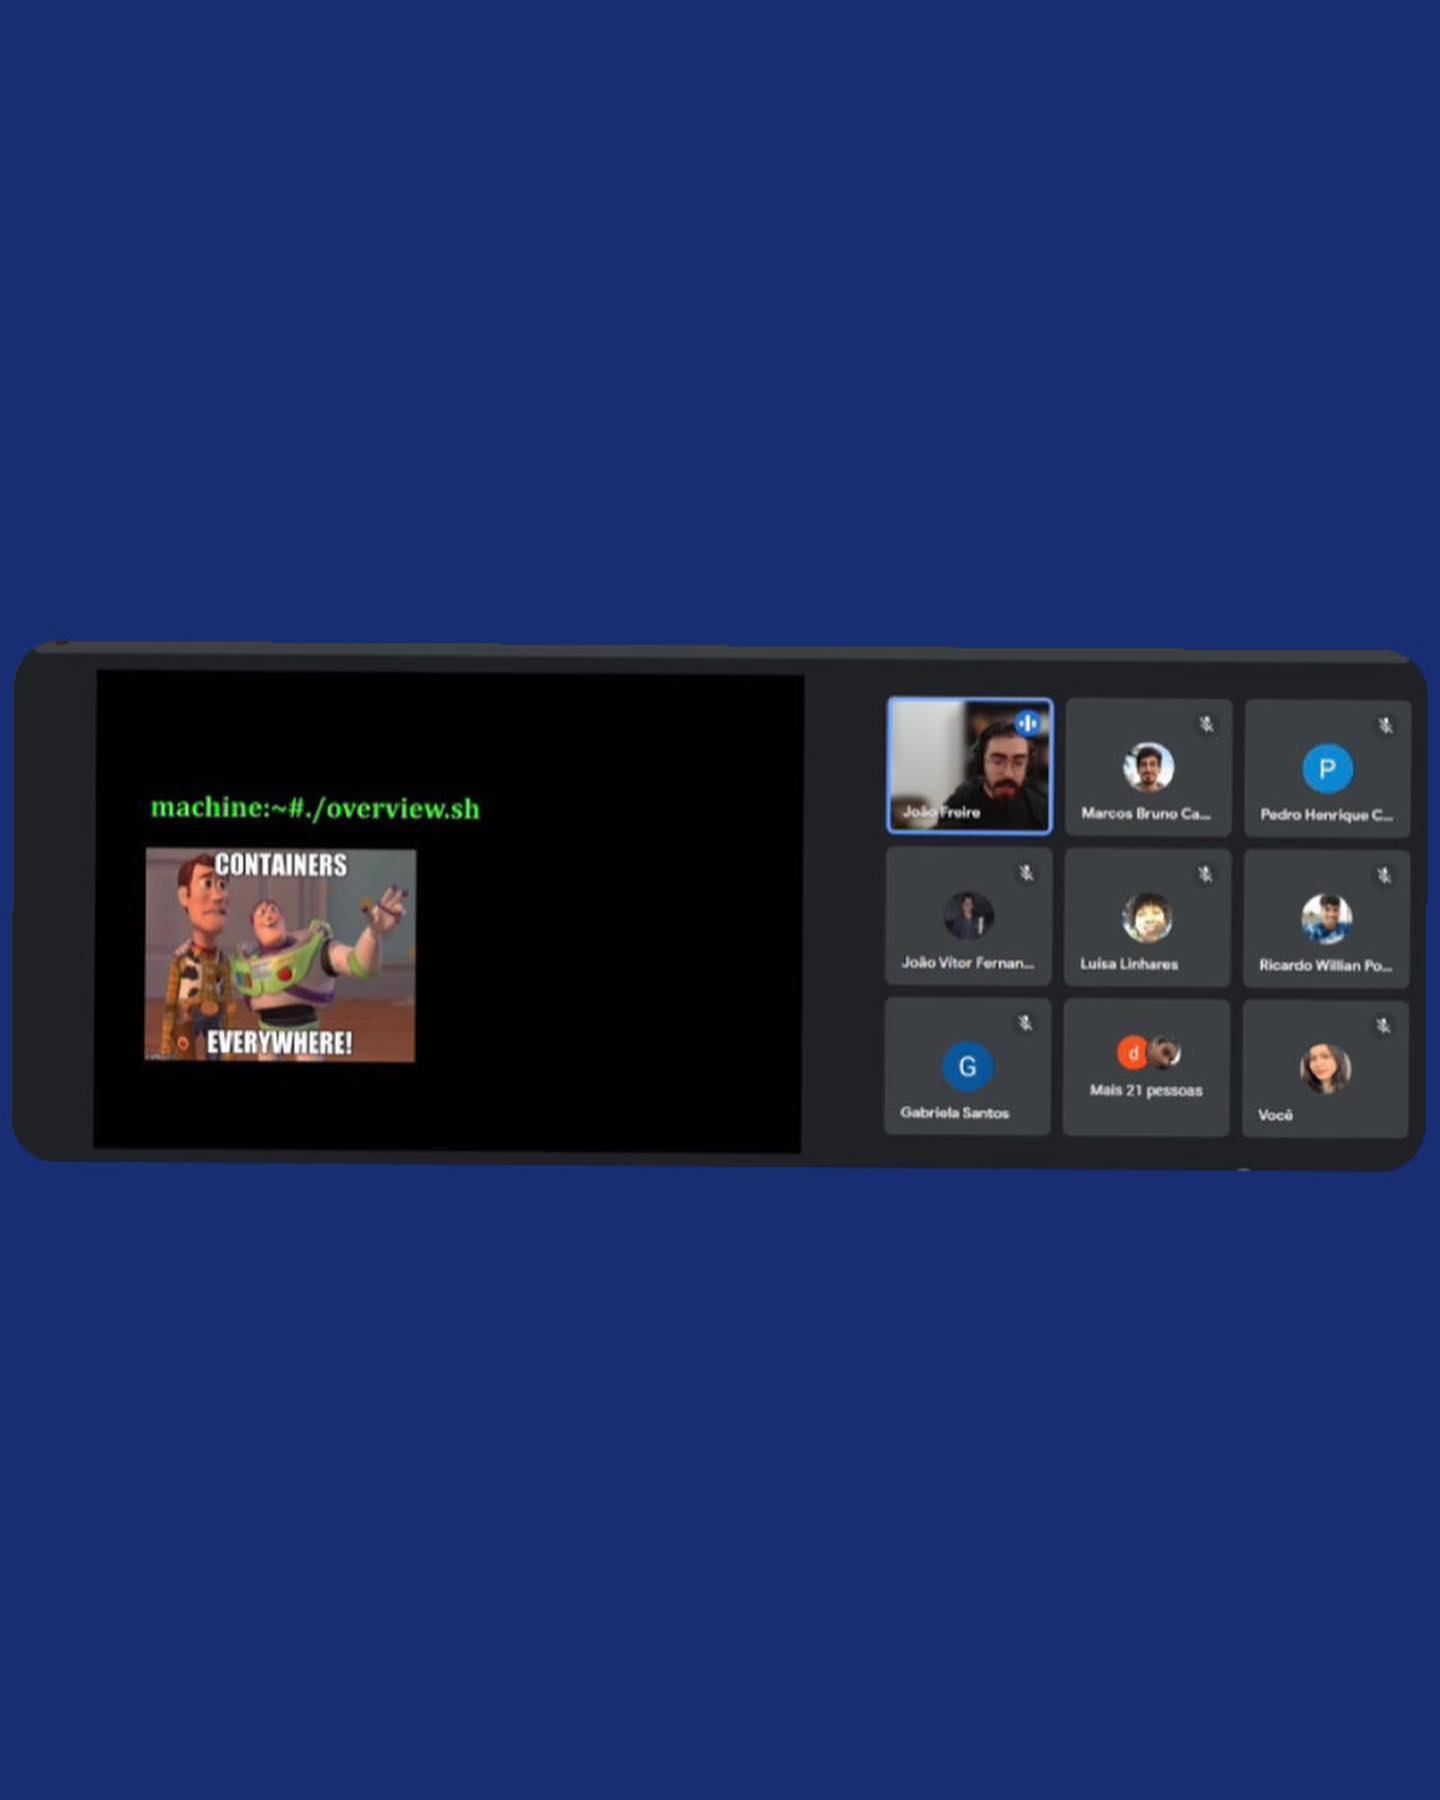 machine:~#./overview.sh
CONTAINERS
EVERYWHERE!
João Freire
Marcos Bruno Ca...
P
Pedro Henrique C...
João Vítor Fernan...
Luísa Linhares
Ricardo Willian Po...
G
Gabriela Santos
d
Mais 21 pessoas
Você